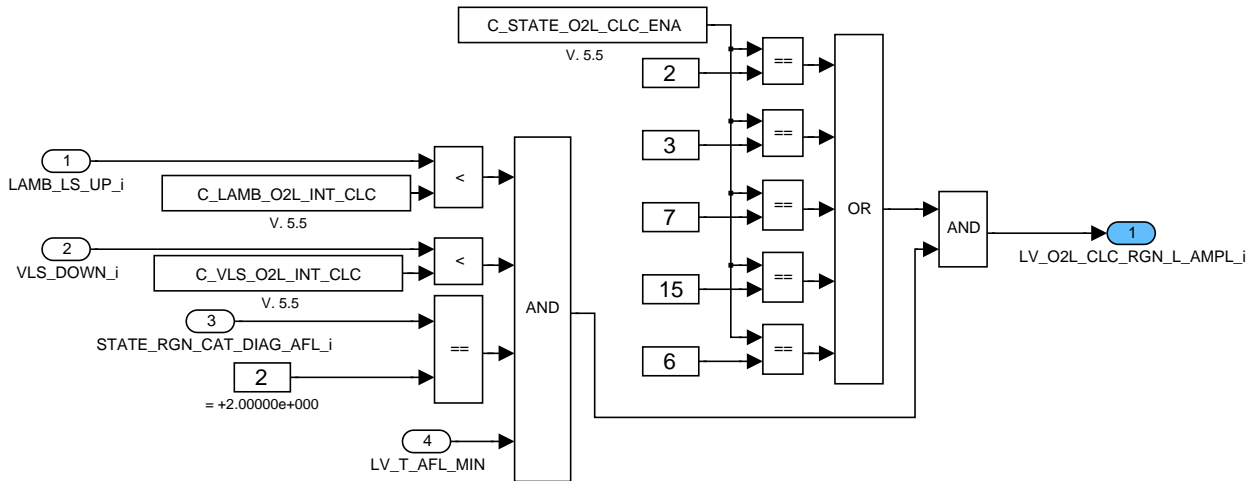 C_STATE_O2L_CLC_ENA
V. 5.5
==
2
==
3
1
LAMB_LS_UP_i
<
C_LAMB_O2L_INT_CLC
V. 5.5
==
7
OR
AND
1
LV_O2L_CLC_RGN_L_AMPL_i
2
VLS_DOWN_i
<
C_VLS_O2L_INT_CLC
V. 5.5
==
15
3
STATE_RGN_CAT_DIAG_AFL_i
==
AND
==
6
2
= +2.00000e+000
4
LV_T_AFL_MIN